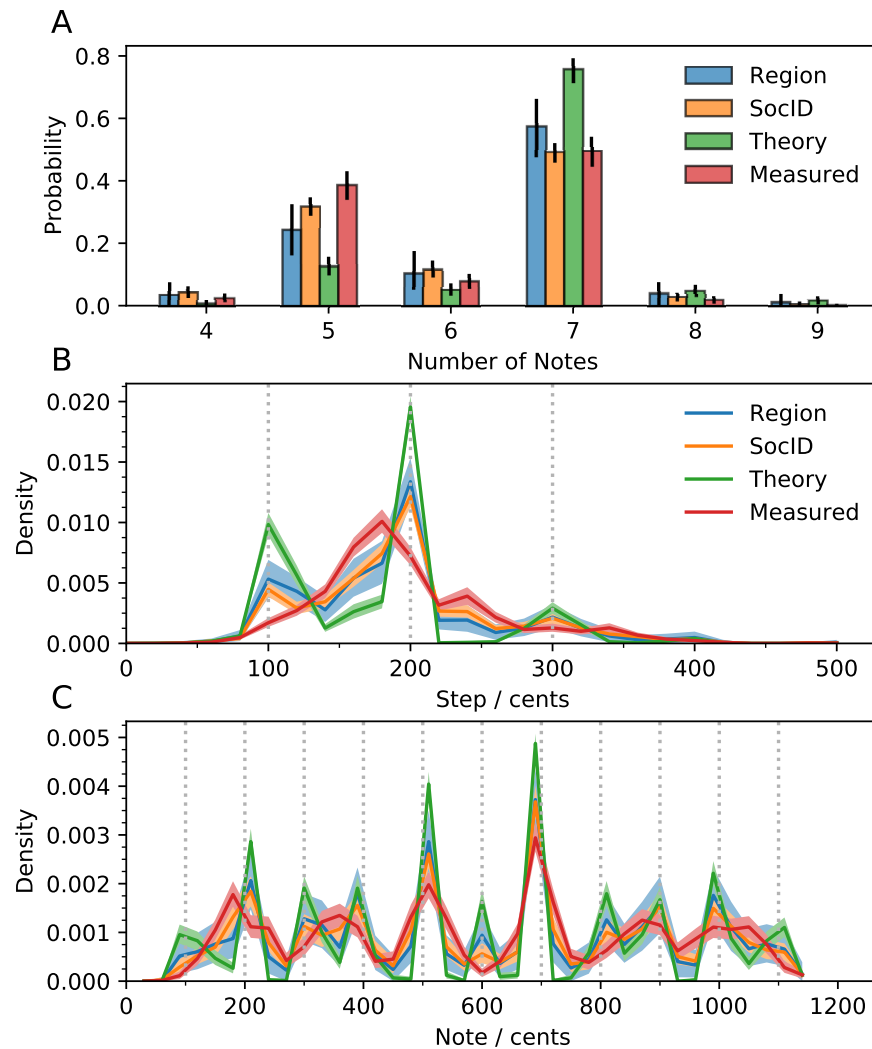 A
Probability
0.8
0.6
0.4
0.2
0.0
Region
SocID
Theory
Measured
4 5 6 7 8 9
Number of Notes
B
Density
0.020
0.015
0.010
0.005
0.000
Region
SocID
Theory
Measured
0 100 200 300 400 500
Step / cents
C
Density
0.005
0.004
0.003
0.002
0.001
0.000
0 200 400 600 800 1000 1200
Note / cents